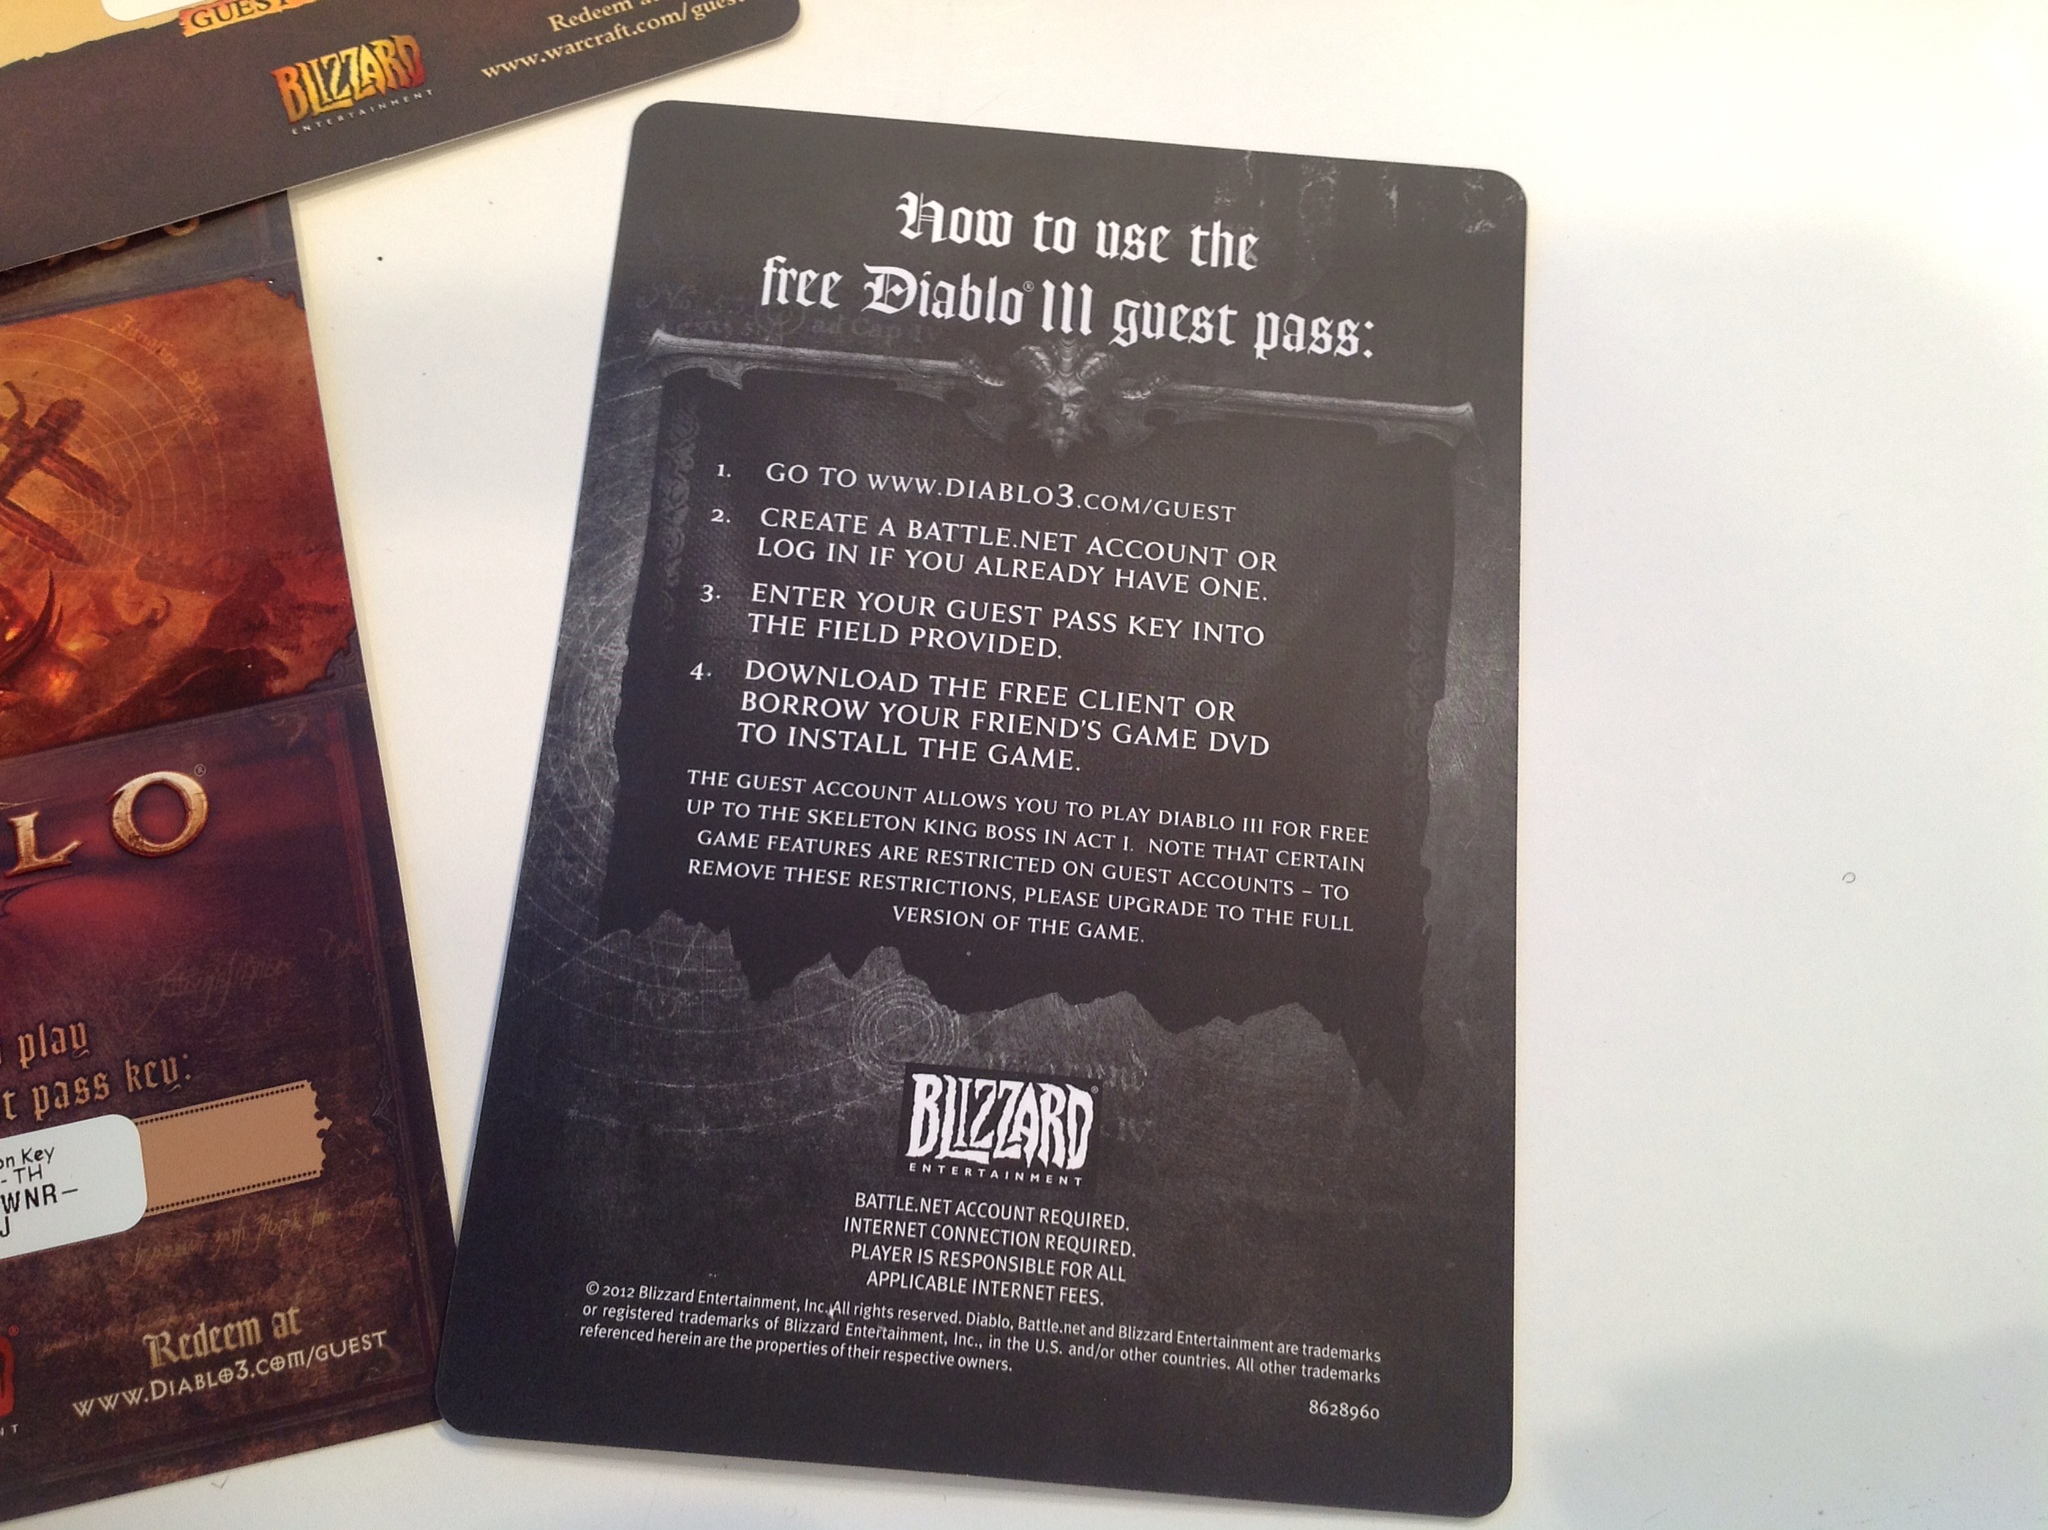 GUEST
BLIZZARD
ENTERTAINMENT
Redeem
www.warcraft.com/guest
LO®
play
pass key:
Key
-TH
WNR-
J
Redeem at
www.Diablo3.com/guest
How to use the
free Diablo® III guest pass:
1. GO TO WWW.DIABLO3.COM/GUEST
2. CREATE A BATTLE.NET ACCOUNT OR
LOG IN IF YOU ALREADY HAVE ONE.
3. ENTER YOUR GUEST PASS KEY INTO
THE FIELD PROVIDED.
4. DOWNLOAD THE FREE CLIENT OR
BORROW YOUR FRIEND'S GAME DVD
TO INSTALL THE GAME.
THE GUEST ACCOUNT ALLOWS YOU TO PLAY DIABLO III FOR FREE
UP TO THE SKELETON KING BOSS IN ACT I. NOTE THAT CERTAIN
GAME FEATURES ARE RESTRICTED ON GUEST ACCOUNTS – TO
REMOVE THESE RESTRICTIONS, PLEASE UPGRADE TO THE FULL
VERSION OF THE GAME.
BLIZZARD®
ENTERTAINMENT
BATTLE.NET ACCOUNT REQUIRED.
INTERNET CONNECTION REQUIRED.
PLAYER IS RESPONSIBLE FOR ALL
APPLICABLE INTERNET FEES.
© 2012 Blizzard Entertainment, Inc. All rights reserved. Diablo, Battle.net and Blizzard Entertainment are trademarks
or registered trademarks of Blizzard Entertainment, Inc., in the U.S. and/or other countries. All other trademarks
referenced herein are the properties of their respective owners.
8628960